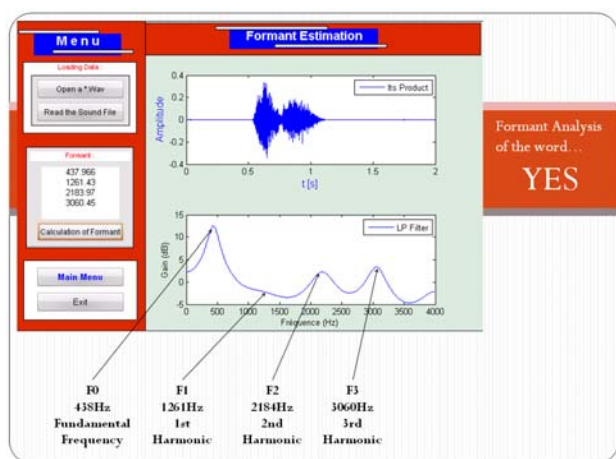 Menu
Loading Data
Open a *.Wav
Read the Sound File
Formant
437.966
1261.43
2183.97
3060.45
Calculation of Formant
Main Menu
Exit
Formant Estimation
0.4
0.2
0
-0.2
-0.4
Amplitude
Its Product
0
0.5
1
1.5
2
t [s]
15
10
5
0
-5
Gain (dB)
LP Filter
0
500
1000
1500
2000
2500
3000
3500
4000
Fréquence (Hz)
Formant Analysis
of the word...
YES
F0
438Hz
Fundamental
Frequency
F1
1261Hz
1st
Harmonic
F2
2184Hz
2nd
Harmonic
F3
3060Hz
3rd
Harmonic